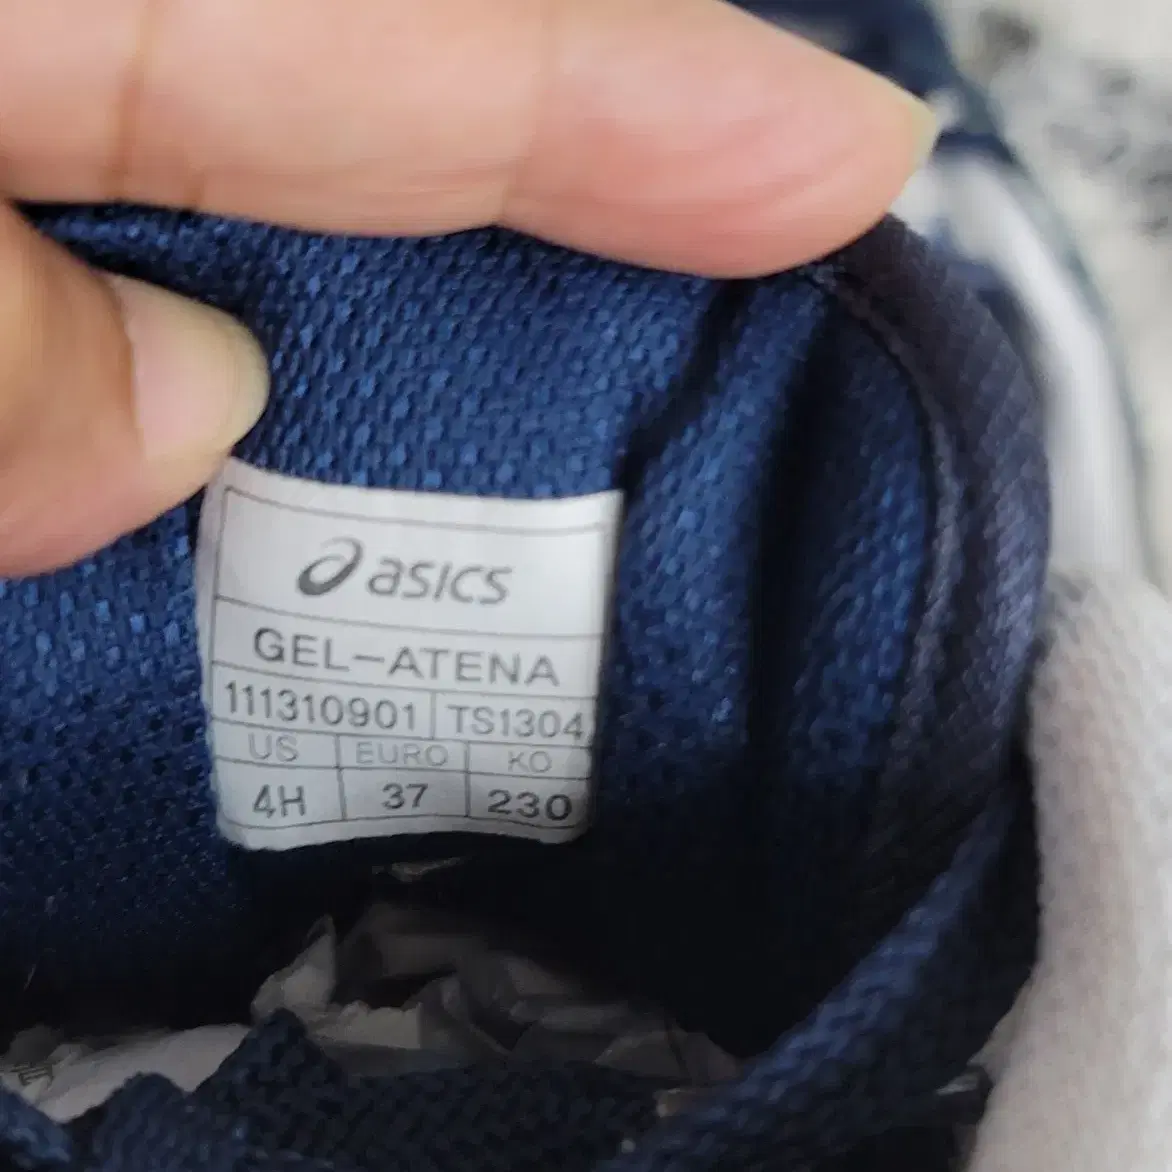 asics
GEL-ATENA
111310901 TS1304
US EURO KO
4H 37 230